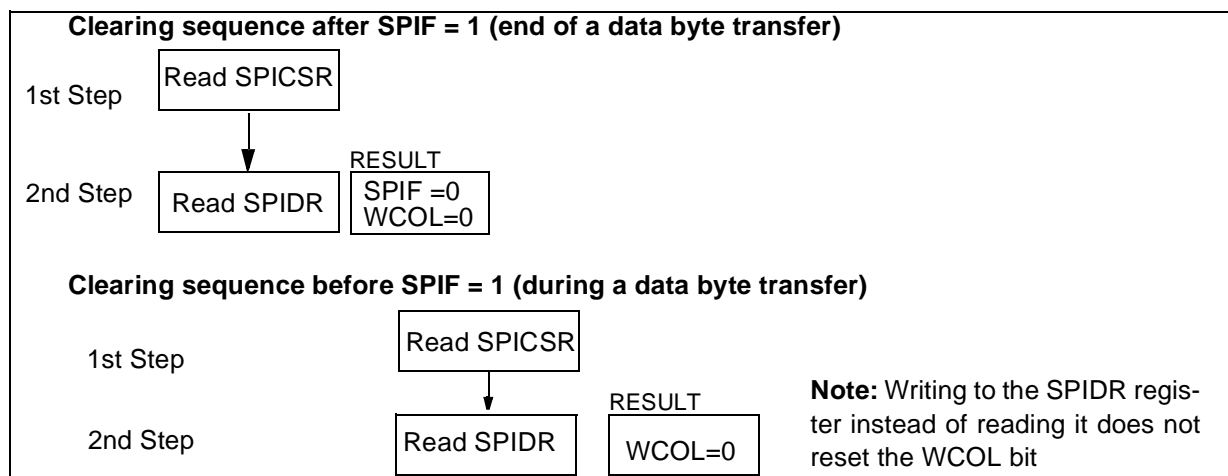 Clearing sequence after SPIF = 1 (end of a data byte transfer)
1st Step
Read SPICSR
2nd Step
Read SPIDR
RESULT
SPIF =0
WCOL=0
Clearing sequence before SPIF = 1 (during a data byte transfer)
1st Step
Read SPICSR
2nd Step
Read SPIDR
RESULT
WCOL=0
Note: Writing to the SPIDR regis-
ter instead of reading it does not
reset the WCOL bit